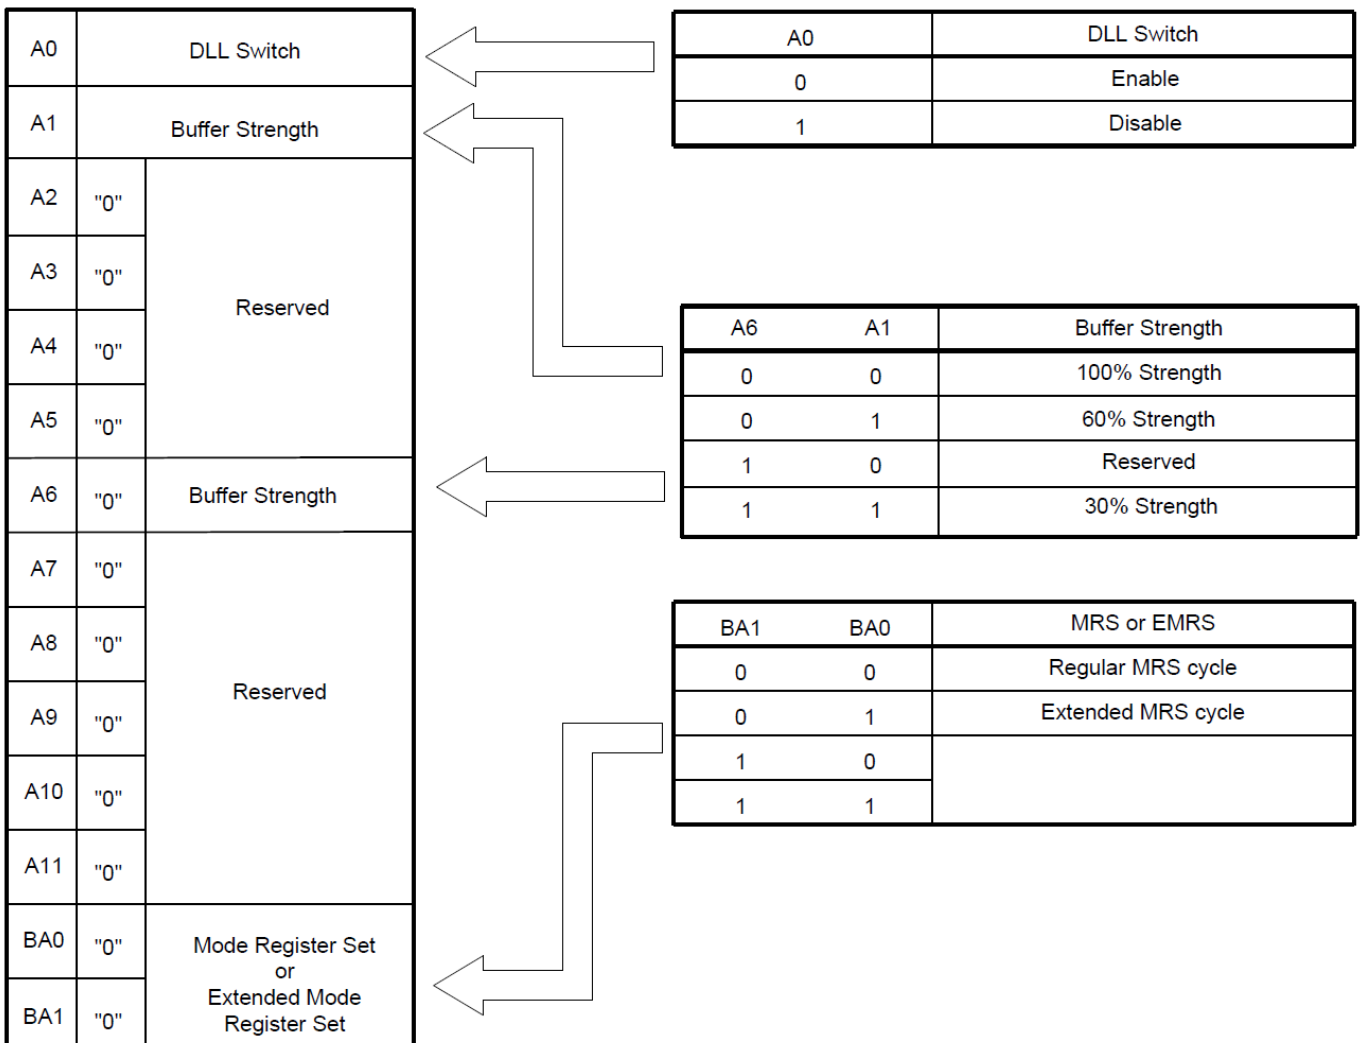 A0 DLL Switch
A1 Buffer Strength
A2 "0"
A3 "0"
Reserved
A4 "0"
A5 "0"
A6 "0" Buffer Strength
A7 "0"
A8 "0"
Reserved
A9 "0"
A10 "0"
A11 "0"
BA0 "0" Mode Register Set
or
Extended Mode
BA1 "0" Register Set
A0 DLL Switch
0 Enable
1 Disable
A6 A1 Buffer Strength
0 0 100% Strength
0 1 60% Strength
1 0 Reserved
1 1 30% Strength
BA1 BA0 MRS or EMRS
0 0 Regular MRS cycle
0 1 Extended MRS cycle
1 0
1 1